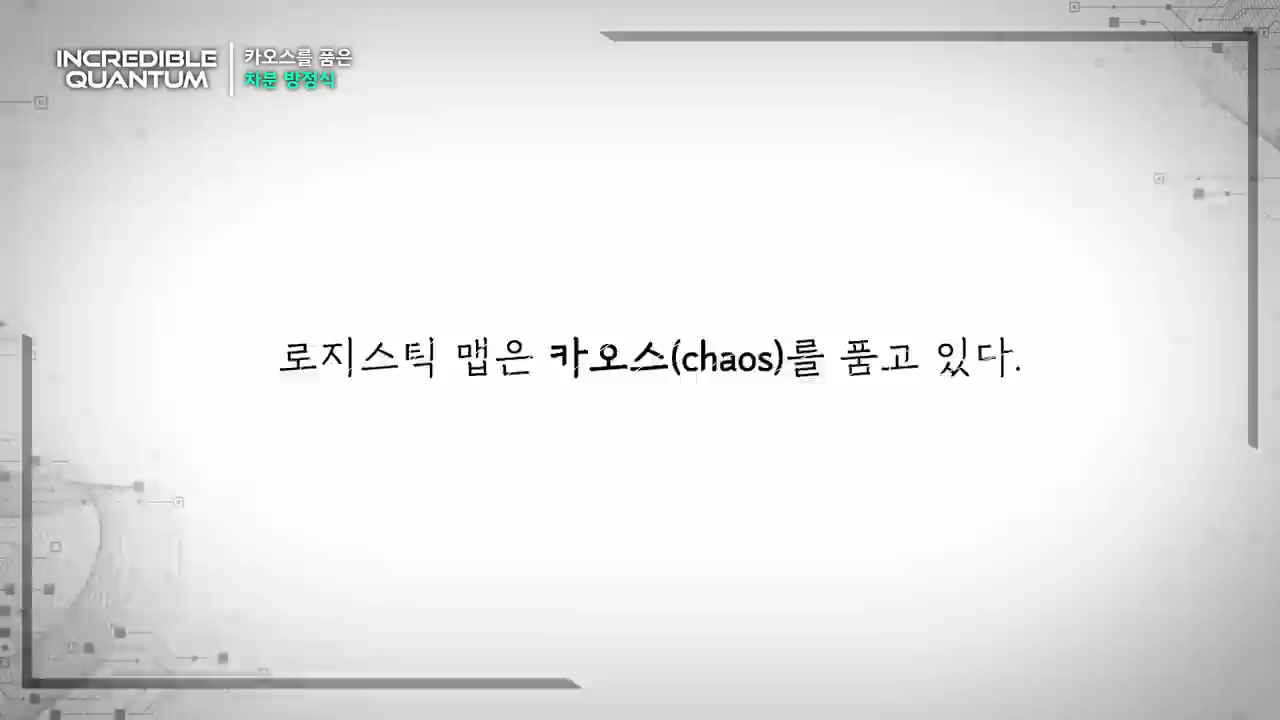 INCREDIBLE
QUANTUM
카오스를 품은
차분 방정식
로지스틱 맵은 카오스(chaos)를 품고 있다.